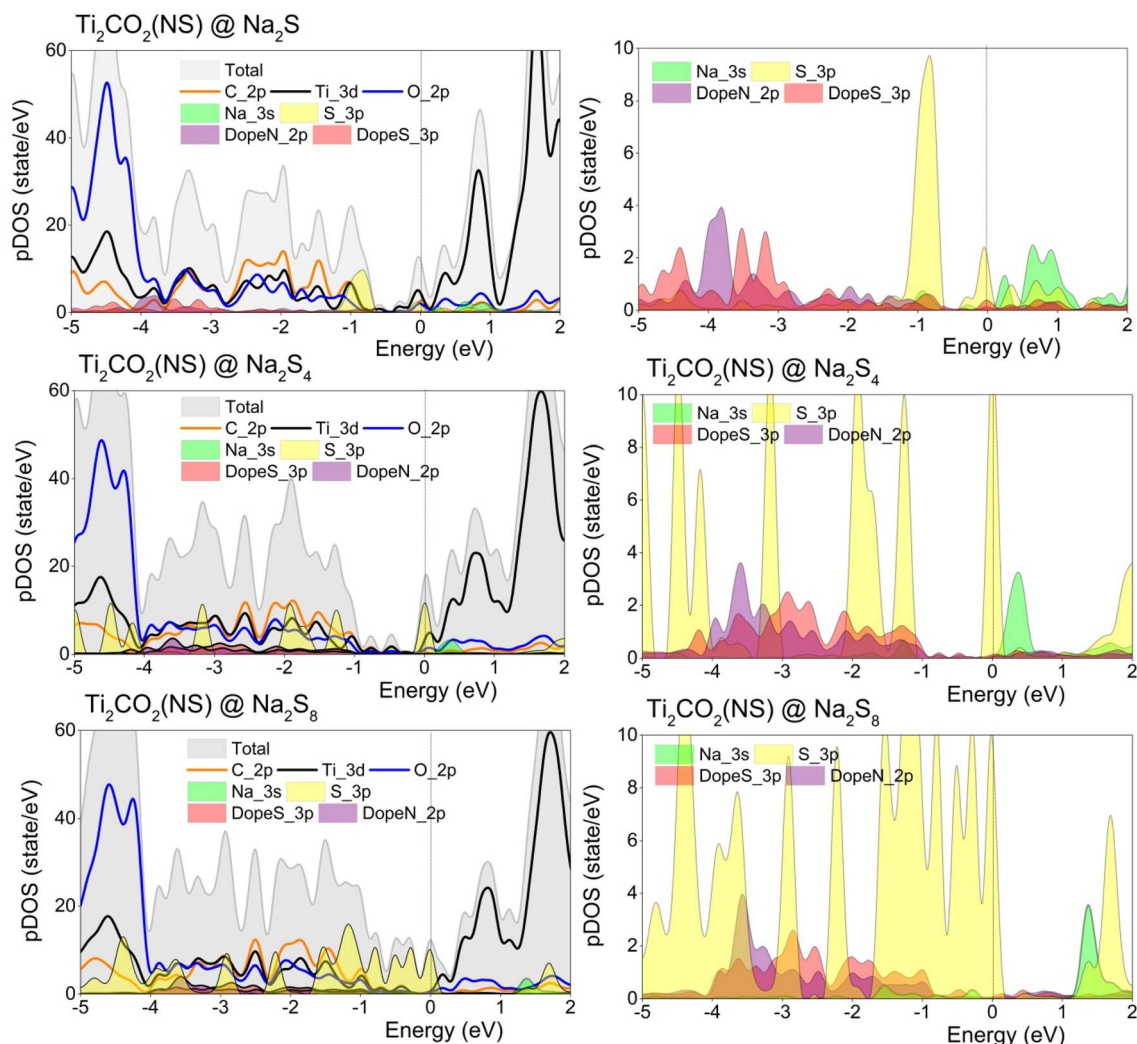 Ti₂CO₂(NS) @ Na₂S
60
40
20
0
pDOS (state/eV)
Total
C_2p Ti_3d O_2p
Na_3s S_3p
DopeN_2p DopeS_3p
-5 -4 -3 -2 -1 0 1 2
Energy (eV)
10
8
6
4
2
0
pDOS (state/eV)
Na_3s S_3p
DopeN_2p DopeS_3p
-5 -4 -3 -2 -1 0 1 2
Energy (eV)
Ti₂CO₂(NS) @ Na₂S₄
60
40
20
0
pDOS (state/eV)
Total
C_2p Ti_3d O_2p
Na_3s S_3p
DopeS_3p DopeN_2p
-5 -4 -3 -2 -1 0 1 2
Energy (eV)
Ti₂CO₂(NS) @ Na₂S₄
10
8
6
4
2
0
pDOS (state/eV)
Na_3s S_3p
DopeS_3p DopeN_2p
-5 -4 -3 -2 -1 0 1 2
Energy (eV)
Ti₂CO₂(NS) @ Na₂S₈
60
40
20
0
pDOS (state/eV)
Total
C_2p Ti_3d O_2p
Na_3s S_3p
DopeS_3p DopeN_2p
-5 -4 -3 -2 -1 0 1 2
Energy (eV)
Ti₂CO₂(NS) @ Na₂S₈
10
8
6
4
2
0
pDOS (state/eV)
Na_3s S_3p
DopeS_3p DopeN_2p
-5 -4 -3 -2 -1 0 1 2
Energy (eV)